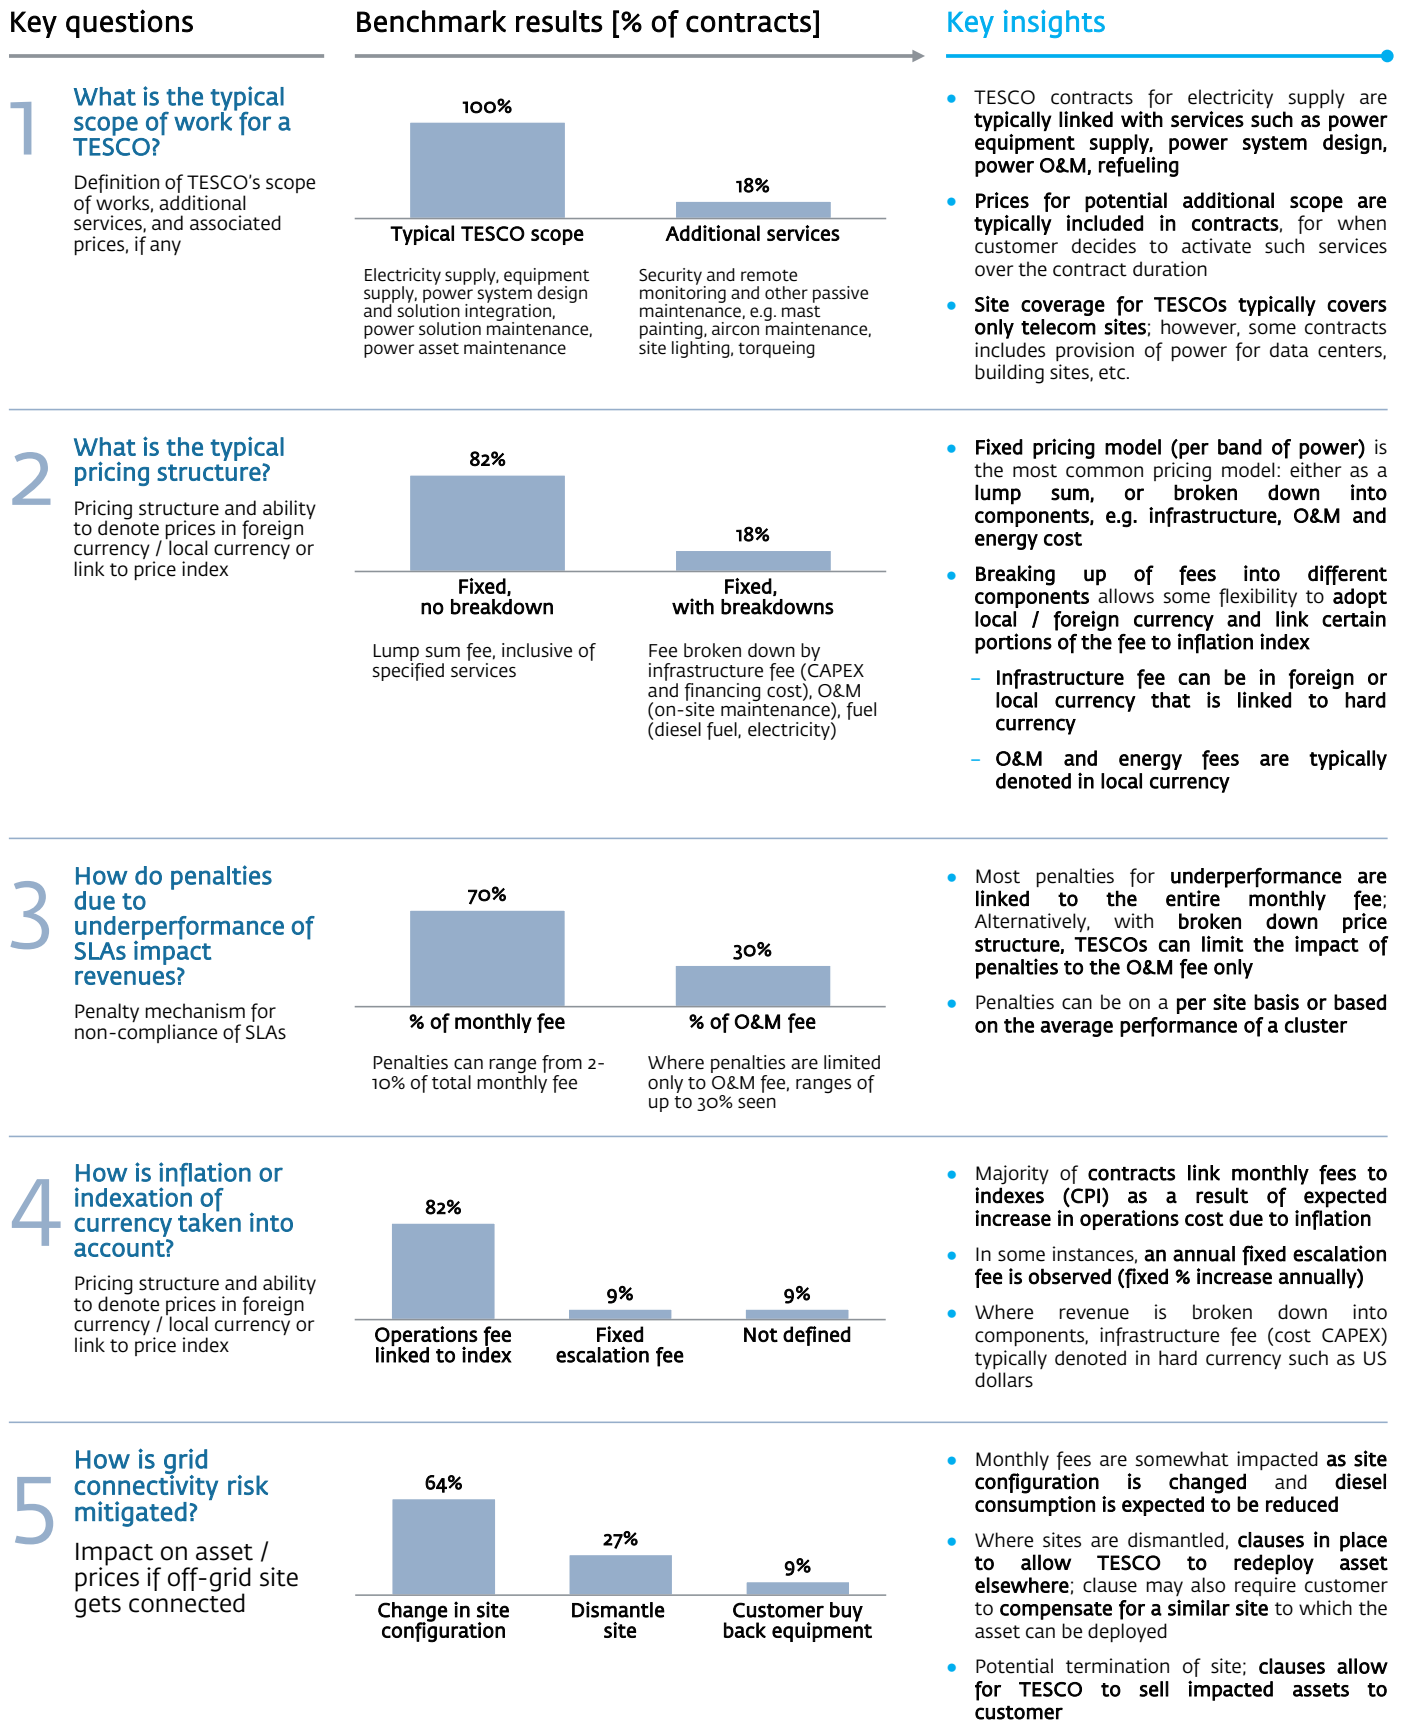 Key questions
Benchmark results [% of contracts]
Key insights
1
What is the typical
scope of work for a
TESCO?
Definition of TESCO's scope
of works, additional
services, and associated
prices, if any
100%
18%
Typical TESCO scope
Additional services
Electricity supply, equipment
supply, power system design
and solution integration,
power solution maintenance,
power asset maintenance
Security and remote
monitoring and other passive
maintenance, e.g. mast
painting, aircon maintenance,
site lighting, torqueing
• TESCO contracts for electricity supply are
typically linked with services such as power
equipment supply, power system design,
power O&M, refueling
• Prices for potential additional scope are
typically included in contracts, for when
customer decides to activate such services
over the contract duration
• Site coverage for TESCOs typically covers
only telecom sites; however, some contracts
includes provision of power for data centers,
building sites, etc.
2
What is the typical
pricing structure?
Pricing structure and ability
to denote prices in foreign
currency / local currency or
link to price index
82%
18%
Fixed,
no breakdown
Fixed,
with breakdowns
Lump sum fee, inclusive of
specified services
Fee broken down by
infrastructure fee (CAPEX
and financing cost), O&M
(on-site maintenance), fuel
(diesel fuel, electricity)
• Fixed pricing model (per band of power) is
the most common pricing model: either as a
lump sum, or broken down into
components, e.g. infrastructure, O&M and
energy cost
• Breaking up of fees into different
components allows some flexibility to adopt
local / foreign currency and link certain
portions of the fee to inflation index
– Infrastructure fee can be in foreign or
local currency that is linked to hard
currency
– O&M and energy fees are typically
denoted in local currency
3
How do penalties
due to
underperformance of
SLAs impact
revenues?
Penalty mechanism for
non-compliance of SLAs
70%
30%
% of monthly fee
% of O&M fee
Penalties can range from 2-
10% of total monthly fee
Where penalties are limited
only to O&M fee, ranges of
up to 30% seen
• Most penalties for underperformance are
linked to the entire monthly fee;
Alternatively, with broken down price
structure, TESCOs can limit the impact of
penalties to the O&M fee only
• Penalties can be on a per site basis or based
on the average performance of a cluster
4
How is inflation or
indexation of
currency taken into
account?
Pricing structure and ability
to denote prices in foreign
currency / local currency or
link to price index
82%
9%
9%
Operations fee
linked to index
Fixed
escalation fee
Not defined
• Majority of contracts link monthly fees to
indexes (CPI) as a result of expected
increase in operations cost due to inflation
• In some instances, an annual fixed escalation
fee is observed (fixed % increase annually)
• Where revenue is broken down into
components, infrastructure fee (cost CAPEX)
typically denoted in hard currency such as US
dollars
5
How is grid
connectivity risk
mitigated?
Impact on asset /
prices if off-grid site
gets connected
64%
27%
9%
Change in site
configuration
Dismantle
site
Customer buy
back equipment
• Monthly fees are somewhat impacted as site
configuration is changed and diesel
consumption is expected to be reduced
• Where sites are dismantled, clauses in place
to allow TESCO to redeploy asset
elsewhere; clause may also require customer
to compensate for a similar site to which the
asset can be deployed
• Potential termination of site; clauses allow
for TESCO to sell impacted assets to
customer